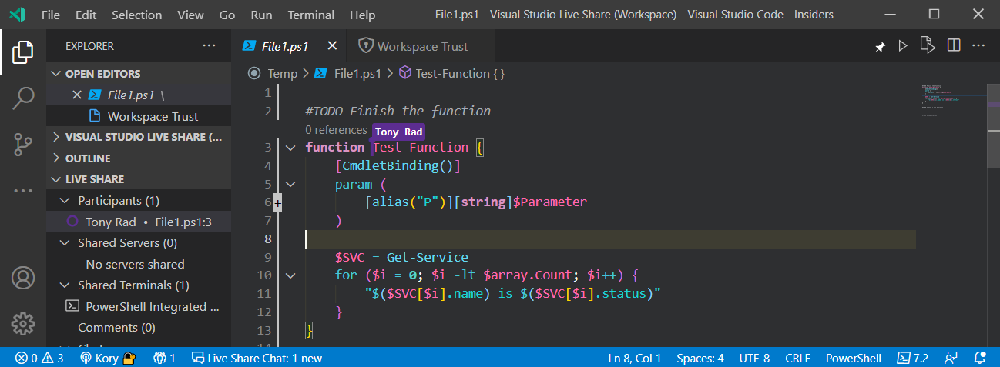 File Edit Selection View Go Run Terminal Help File1.ps1 - Visual Studio Live Share (Workspace) - Visual Studio Code - Insiders
EXPLORER
OPEN EDITORS
File1.ps1 \
Workspace Trust
VISUAL STUDIO LIVE SHARE (...
OUTLINE
LIVE SHARE
Participants (1)
Tony Rad • File1.ps1:3
Shared Servers (0)
No servers shared
Shared Terminals (1)
PowerShell Integrated ...
Comments (0)
File1.ps1 Workspace Trust
Temp > File1.ps1 > Test-Function { }
1
2 #TODO Finish the function
0 references Tony Rad
3 function Test-Function {
4 [CmdletBinding()]
5 param (
6 + [alias("P")][string]$Parameter
7 )
8
9 $SVC = Get-Service
10 for ($i = 0; $i -lt $array.Count; $i++) {
11 "$($SVC[$i].name) is $($SVC[$i].status)"
12 }
13 }
0 3 Kory 1 Live Share Chat: 1 new Ln 8, Col 1 Spaces: 4 UTF-8 CRLF PowerShell 7.2